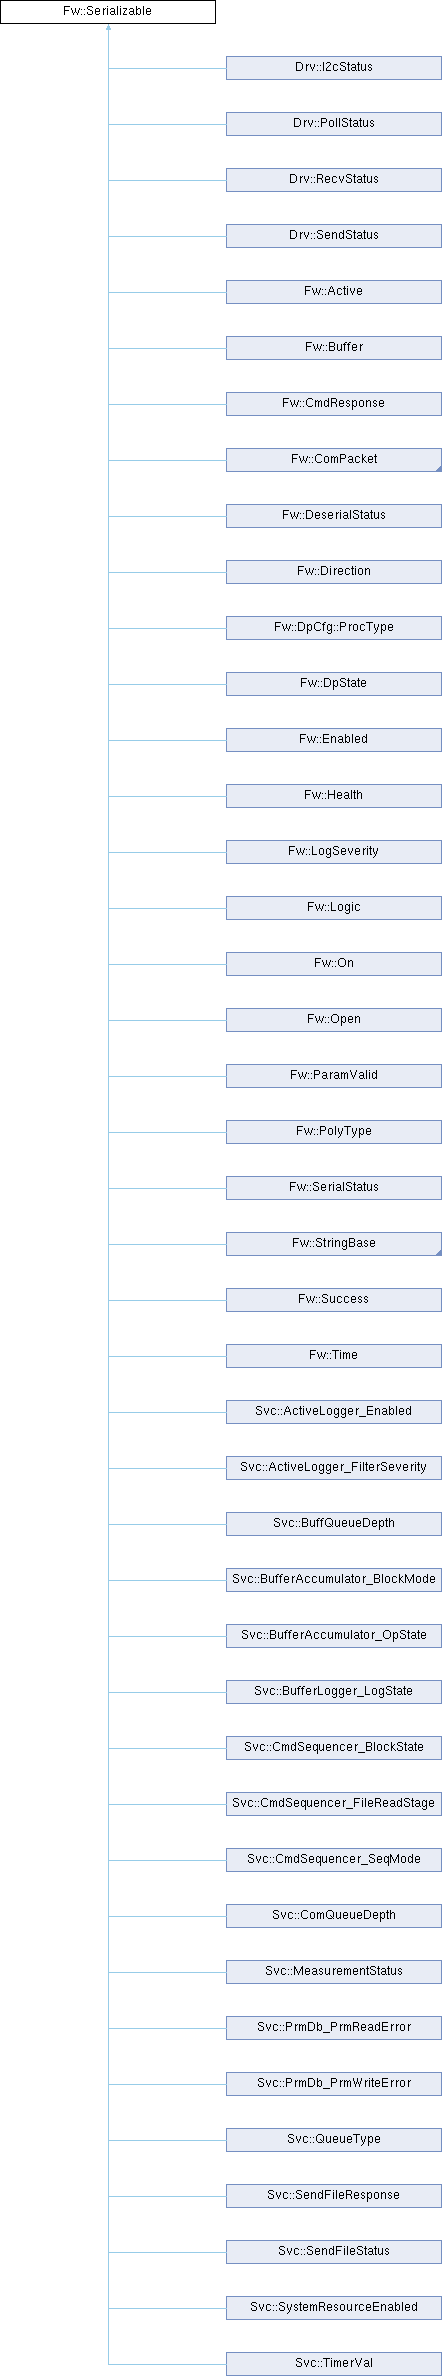 Fw::Serializable
Drv::I2cStatus
Drv::PollStatus
Drv::RecvStatus
Drv::SendStatus
Fw::Active
Fw::Buffer
Fw::CmdResponse
Fw::ComPacket
Fw::DeserialStatus
Fw::Direction
Fw::DpCfg::ProcType
Fw::DpState
Fw::Enabled
Fw::Health
Fw::LogSeverity
Fw::Logic
Fw::On
Fw::Open
Fw::ParamValid
Fw::PolyType
Fw::SerialStatus
Fw::StringBase
Fw::Success
Fw::Time
Svc::ActiveLogger_Enabled
Svc::ActiveLogger_FilterSeverity
Svc::BuffQueueDepth
Svc::BufferAccumulator_BlockMode
Svc::BufferAccumulator_OpState
Svc::BufferLogger_LogState
Svc::CmdSequencer_BlockState
Svc::CmdSequencer_FileReadStage
Svc::CmdSequencer_SeqMode
Svc::ComQueueDepth
Svc::MeasurementStatus
Svc::PrmDb_PrmReadError
Svc::PrmDb_PrmWriteError
Svc::QueueType
Svc::SendFileResponse
Svc::SendFileStatus
Svc::SystemResourceEnabled
Svc::TimerVal